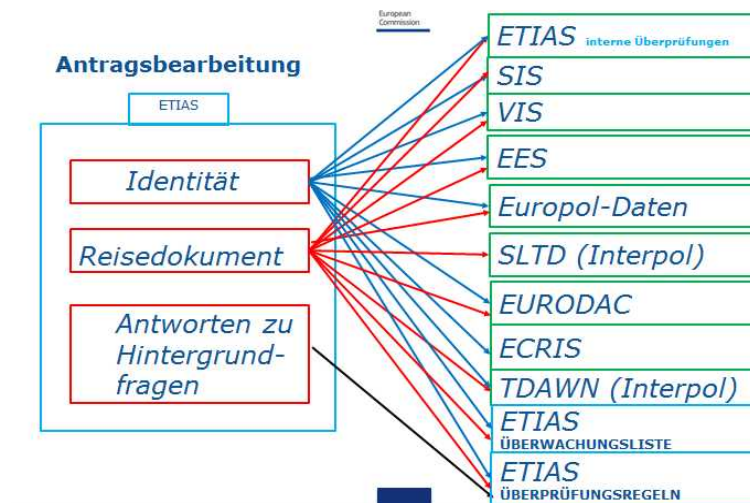 European
Commission
Antragsbearbeitung
ETIAS
Identität
Reisedokument
Antworten zu
Hintergrund-
fragen
ETIAS interne Überprüfungen
SIS
VIS
EES
Europol-Daten
SLTD (Interpol)
EURODAC
ECRIS
TDAWN (Interpol)
ETIAS
ÜBERWACHUNGSLISTE
ETIAS
ÜBERPRÜFUNGSREGELN